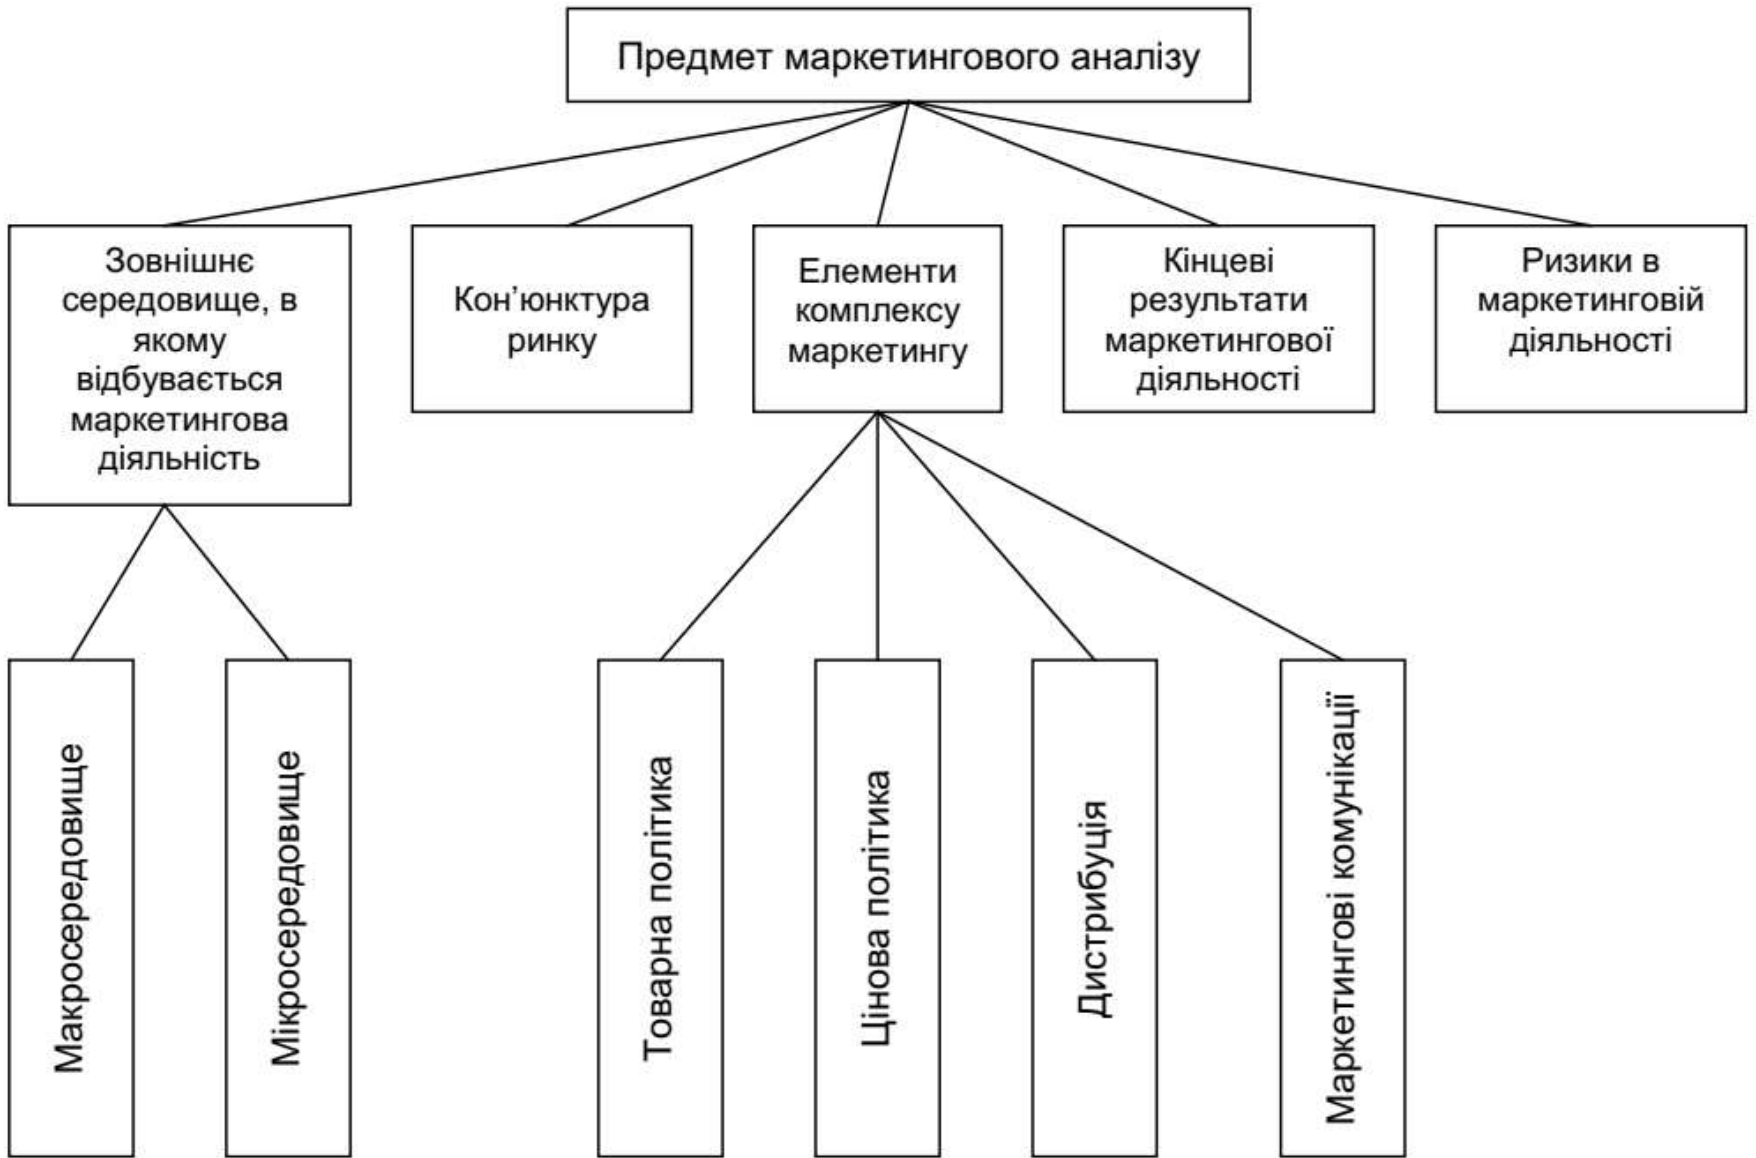 Предмет маркетингового аналізу
Зовнішнє
середовище, в
якому
відбувається
маркетингова
діяльність
Кон’юнктура
ринку
Елементи
комплексу
маркетингу
Кінцеві
результати
маркетингової
діяльності
Ризики в
маркетинговій
діяльності
Макросередовище
Мікросередовище
Товарна політика
Цінова політика
Дистрибуція
Маркетингові комунікації